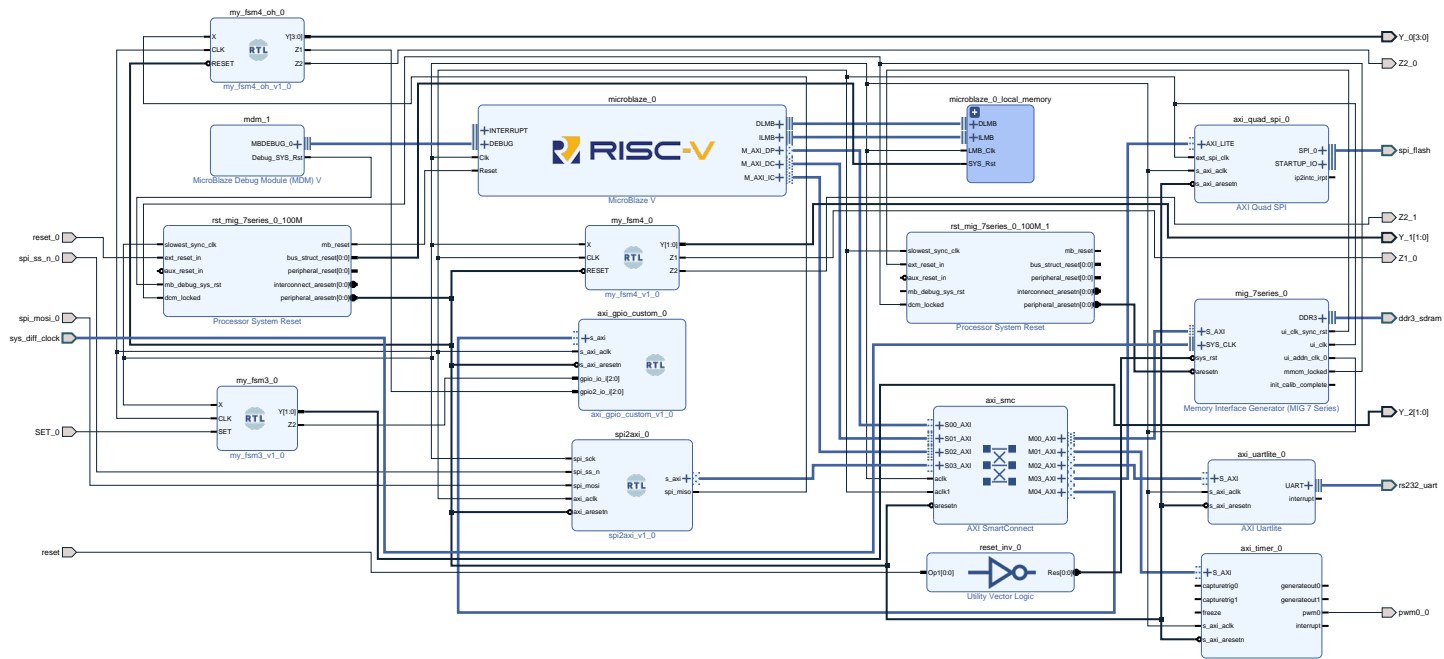 my_fsm4_oh_0
X
CLK
RESET
Y[3:0]
Z1
Z2
RTL
my_fsm4_oh_v1_0
mdm_1
MBDEBUG_0
Debug_SYS_Rst
MicroBlaze Debug Module (MDM) V
microblaze_0
INTERRUPT
DEBUG
Clk
Reset
RISC-V
DLMB
ILMB
M_AXI_DP
M_AXI_DC
M_AXI_IC
MicroBlaze V
microblaze_0_local_memory
DLMB
ILMB
LMB_Clk
SYS_Rst
axi_quad_spi_0
AXI_LITE
ext_spi_clk
s_axi_aclk
s_axi_aresetn
SPI_0
STARTUP_IO
ip2intc_irpt
AXI Quad SPI
Y_0[3:0]
Z2_0
spi_flash
Z2_1
Y_1[1:0]
Z1_0
ddr3_sdram
Y_2[1:0]
rs232_uart
pwm0_0
reset_0
spi_ss_n_0
spi_mosi_0
sys_diff_clock
SET_0
reset
rst_mig_7series_0_100M
slowest_sync_clk
ext_reset_in
aux_reset_in
mb_debug_sys_rst
dcm_locked
mb_reset
bus_struct_reset[0:0]
peripheral_reset[0:0]
interconnect_aresetn[0:0]
peripheral_aresetn[0:0]
Processor System Reset
my_fsm4_0
X
CLK
RESET
Y[1:0]
Z1
Z2
RTL
my_fsm4_v1_0
rst_mig_7series_0_100M_1
slowest_sync_clk
ext_reset_in
aux_reset_in
mb_debug_sys_rst
dcm_locked
mb_reset
bus_struct_reset[0:0]
peripheral_reset[0:0]
interconnect_aresetn[0:0]
peripheral_aresetn[0:0]
Processor System Reset
mig_7series_0
S_AXI
SYS_CLK
sys_rst
aresetn
DDR3
ui_clk_sync_rst
ui_clk
ui_addn_clk_0
mmcm_locked
init_calib_complete
Memory Interface Generator (MIG 7 Series)
axi_gpio_custom_0
s_axi
s_axi_aclk
s_axi_aresetn
gpio_io_i[2:0]
gpio2_io_i[2:0]
RTL
axi_gpio_custom_v1_0
my_fsm3_0
X
CLK
SET
Y[1:0]
Z2
RTL
my_fsm3_v1_0
spi2axi_0
spi_sck
spi_ss_n
spi_mosi
axi_aclk
axi_aresetn
s_axi
spi_miso
RTL
spi2axi_v1_0
axi_smc
S00_AXI
S01_AXI
S02_AXI
S03_AXI
aclk
aclk1
aresetn
M00_AXI
M01_AXI
M02_AXI
M03_AXI
M04_AXI
AXI SmartConnect
axi_uartlite_0
S_AXI
s_axi_aclk
s_axi_aresetn
UART
interrupt
AXI Uartlite
reset_inv_0
Op1[0:0]
Res[0:0]
Utility Vector Logic
axi_timer_0
S_AXI
capturetrig0
capturetrig1
freeze
s_axi_aclk
s_axi_aresetn
generateout0
generateout1
pwm0
interrupt